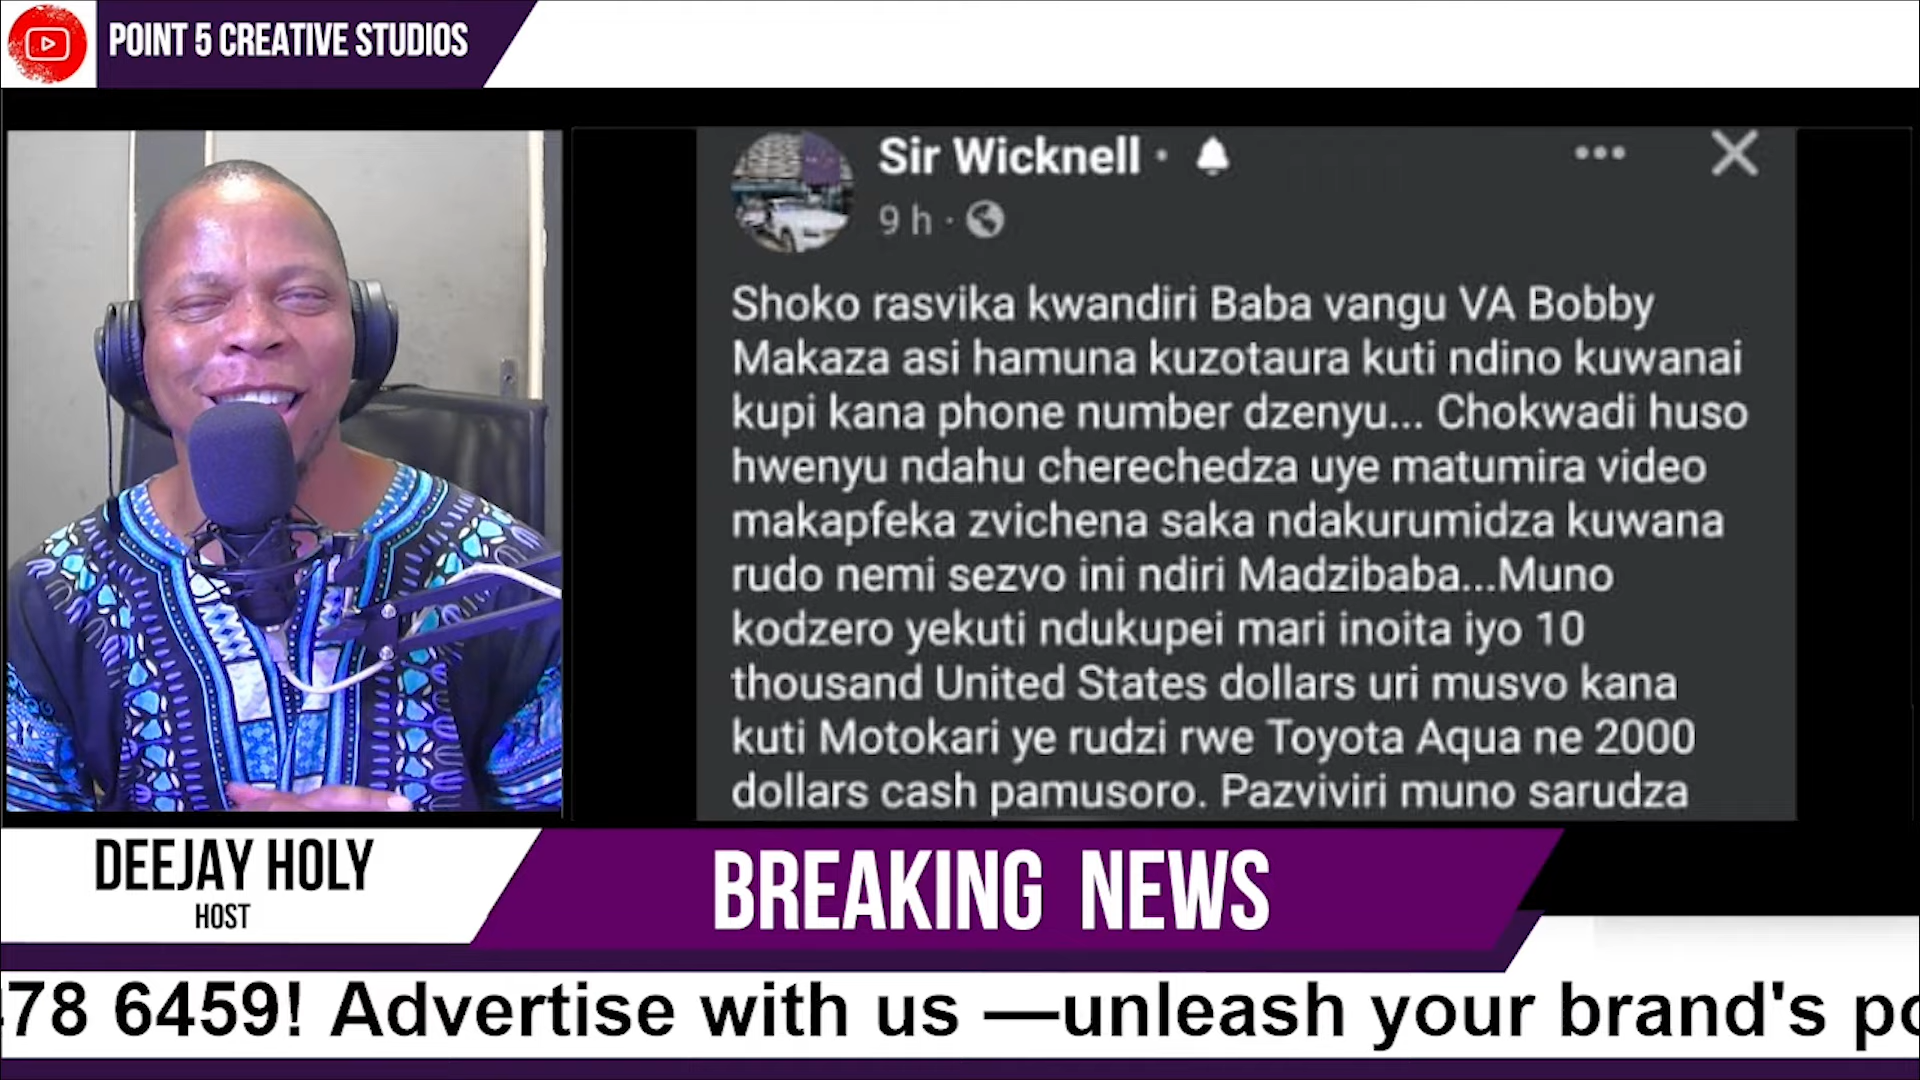 POINT 5 CREATIVE STUDIOS
Sir Wicknell ·
9 h ·
Shoko rasvika kwandiri Baba vangu VA Bobby
Makaza asi hamuna kuzotaura kuti ndino kuwanai
kupi kana phone number dzenyu... Chokwadi huso
hwenyu ndahu cherechedza uye matumira video
makapfeka zvichena saka ndakurumidza kuwana
rudo nemi sezvo ini ndiri Madzibaba...Muno
kodzero yekuti ndukupei mari inoita iyo 10
thousand United States dollars uri musvo kana
kuti Motokari ye rudzi rwe Toyota Aqua ne 2000
dollars cash pamusoro. Pazviviri muno sarudza
DEEJAY HOLY
HOST
BREAKING NEWS
78 6459! Advertise with us —unleash your brand's